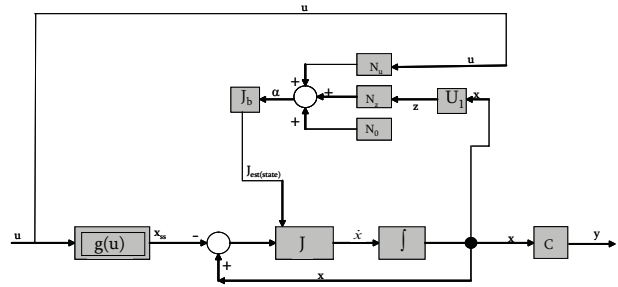 u
N_u
u
+
+
J_b
α
N_z
z
U_1
x
+
N_0
J_est(state)
u
g(u)
x_ss
-
J
ẋ
∫
x
C
y
+
x